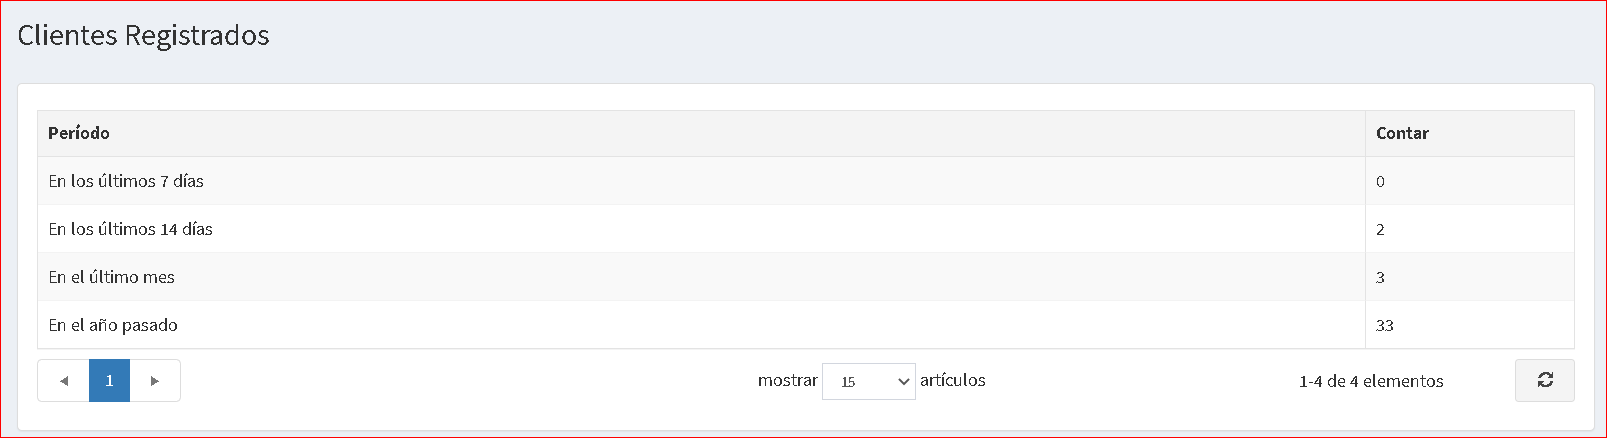 Clientes Registrados
Período Contar
En los últimos 7 días 0
En los últimos 14 días 2
En el último mes 3
En el año pasado 33
1 mostrar 15 artículos 1-4 de 4 elementos